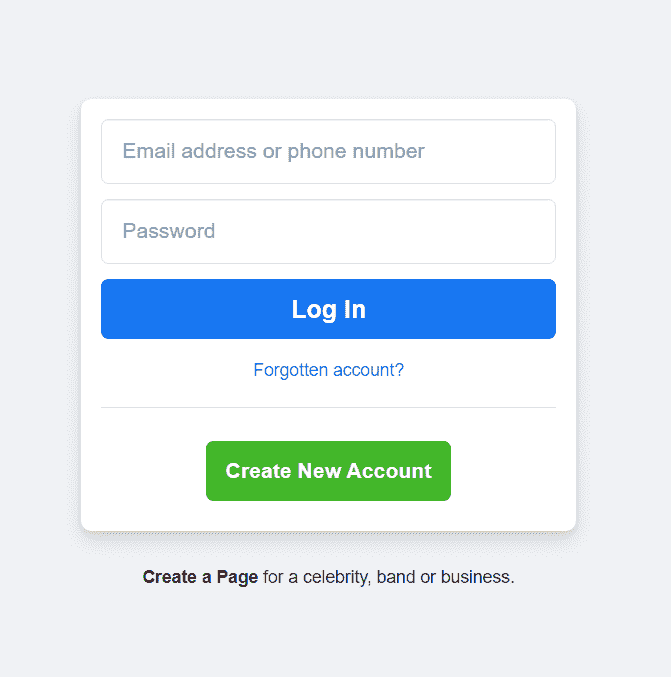 Email address or phone number
Password
Log In
Forgotten account?
Create New Account
Create a Page for a celebrity, band or business.